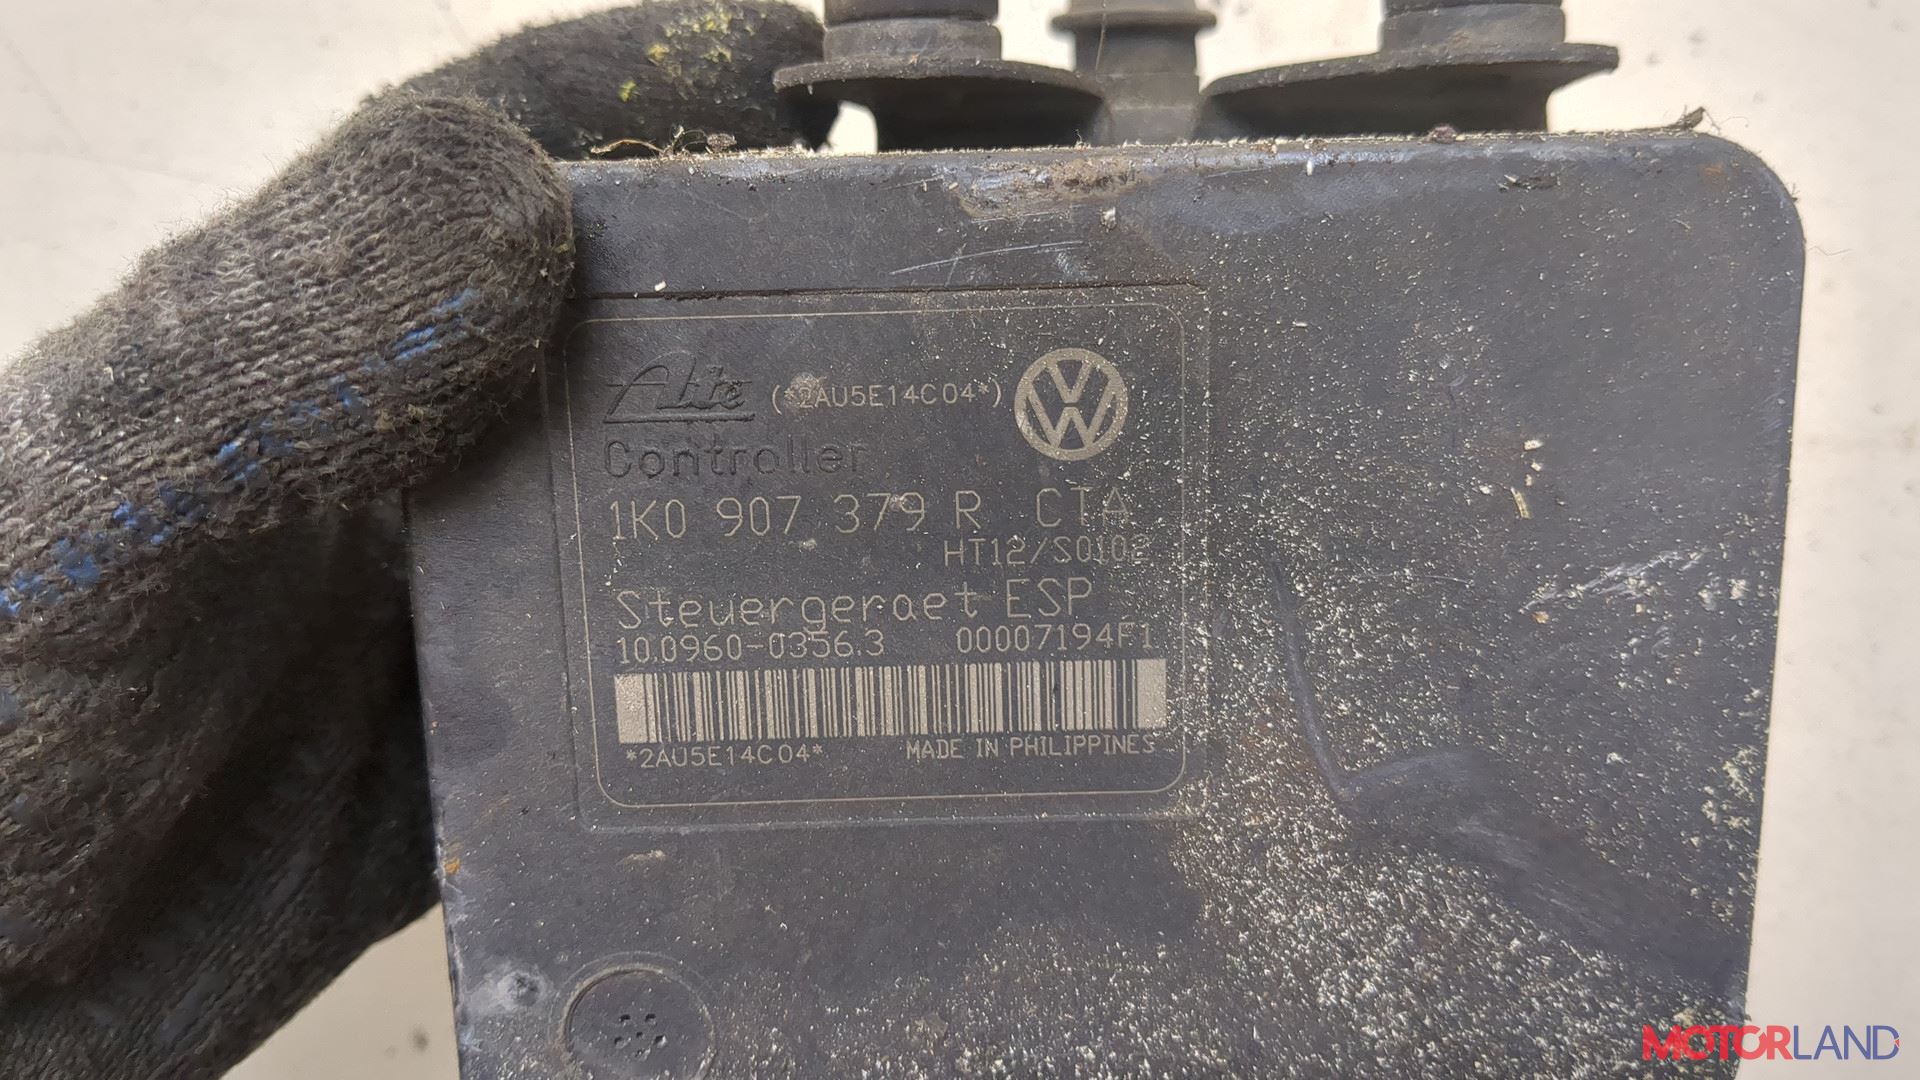 Ate (*2AU5E14C04*)
Controller
1K0 907 379 R CTA
HT12/S0102
Steuergeraet ESP
10.0960-0356.3 00007194F1
*2AU5E14C04* MADE IN PHILIPPINES
MOTORLAND